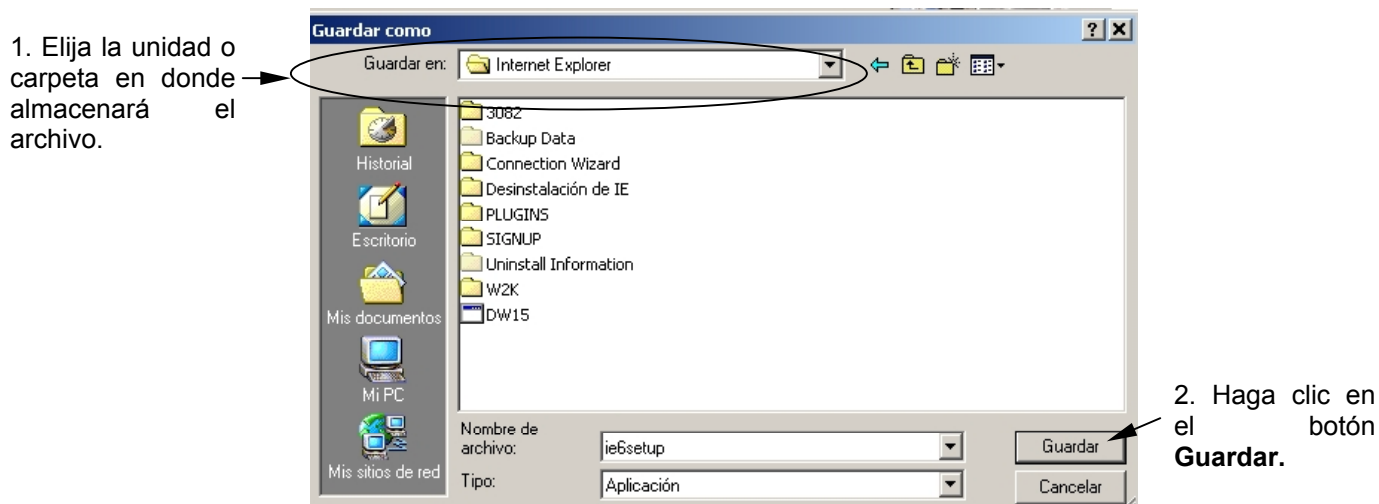 1. Elija la unidad o
carpeta en donde
almacenará el
archivo.
Guardar como
Guardar en:
Internet Explorer
3082
Backup Data
Connection Wizard
Desinstalación de IE
PLUGINS
SIGNUP
Uninstall Information
W2K
DW15
Historial
Escritorio
Mis documentos
Mi PC
Mis sitios de red
Nombre de
archivo:
ie6setup
Guardar
Tipo:
Aplicación
Cancelar
2. Haga clic en
el botón
Guardar.